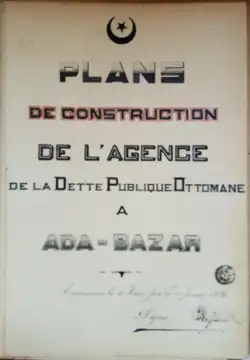 PLANS
DE CONSTRUCTION
DE L'AGENCE
DE LA DETTE PUBLIQUE OTTOMANE
A
ADA-BAZAR